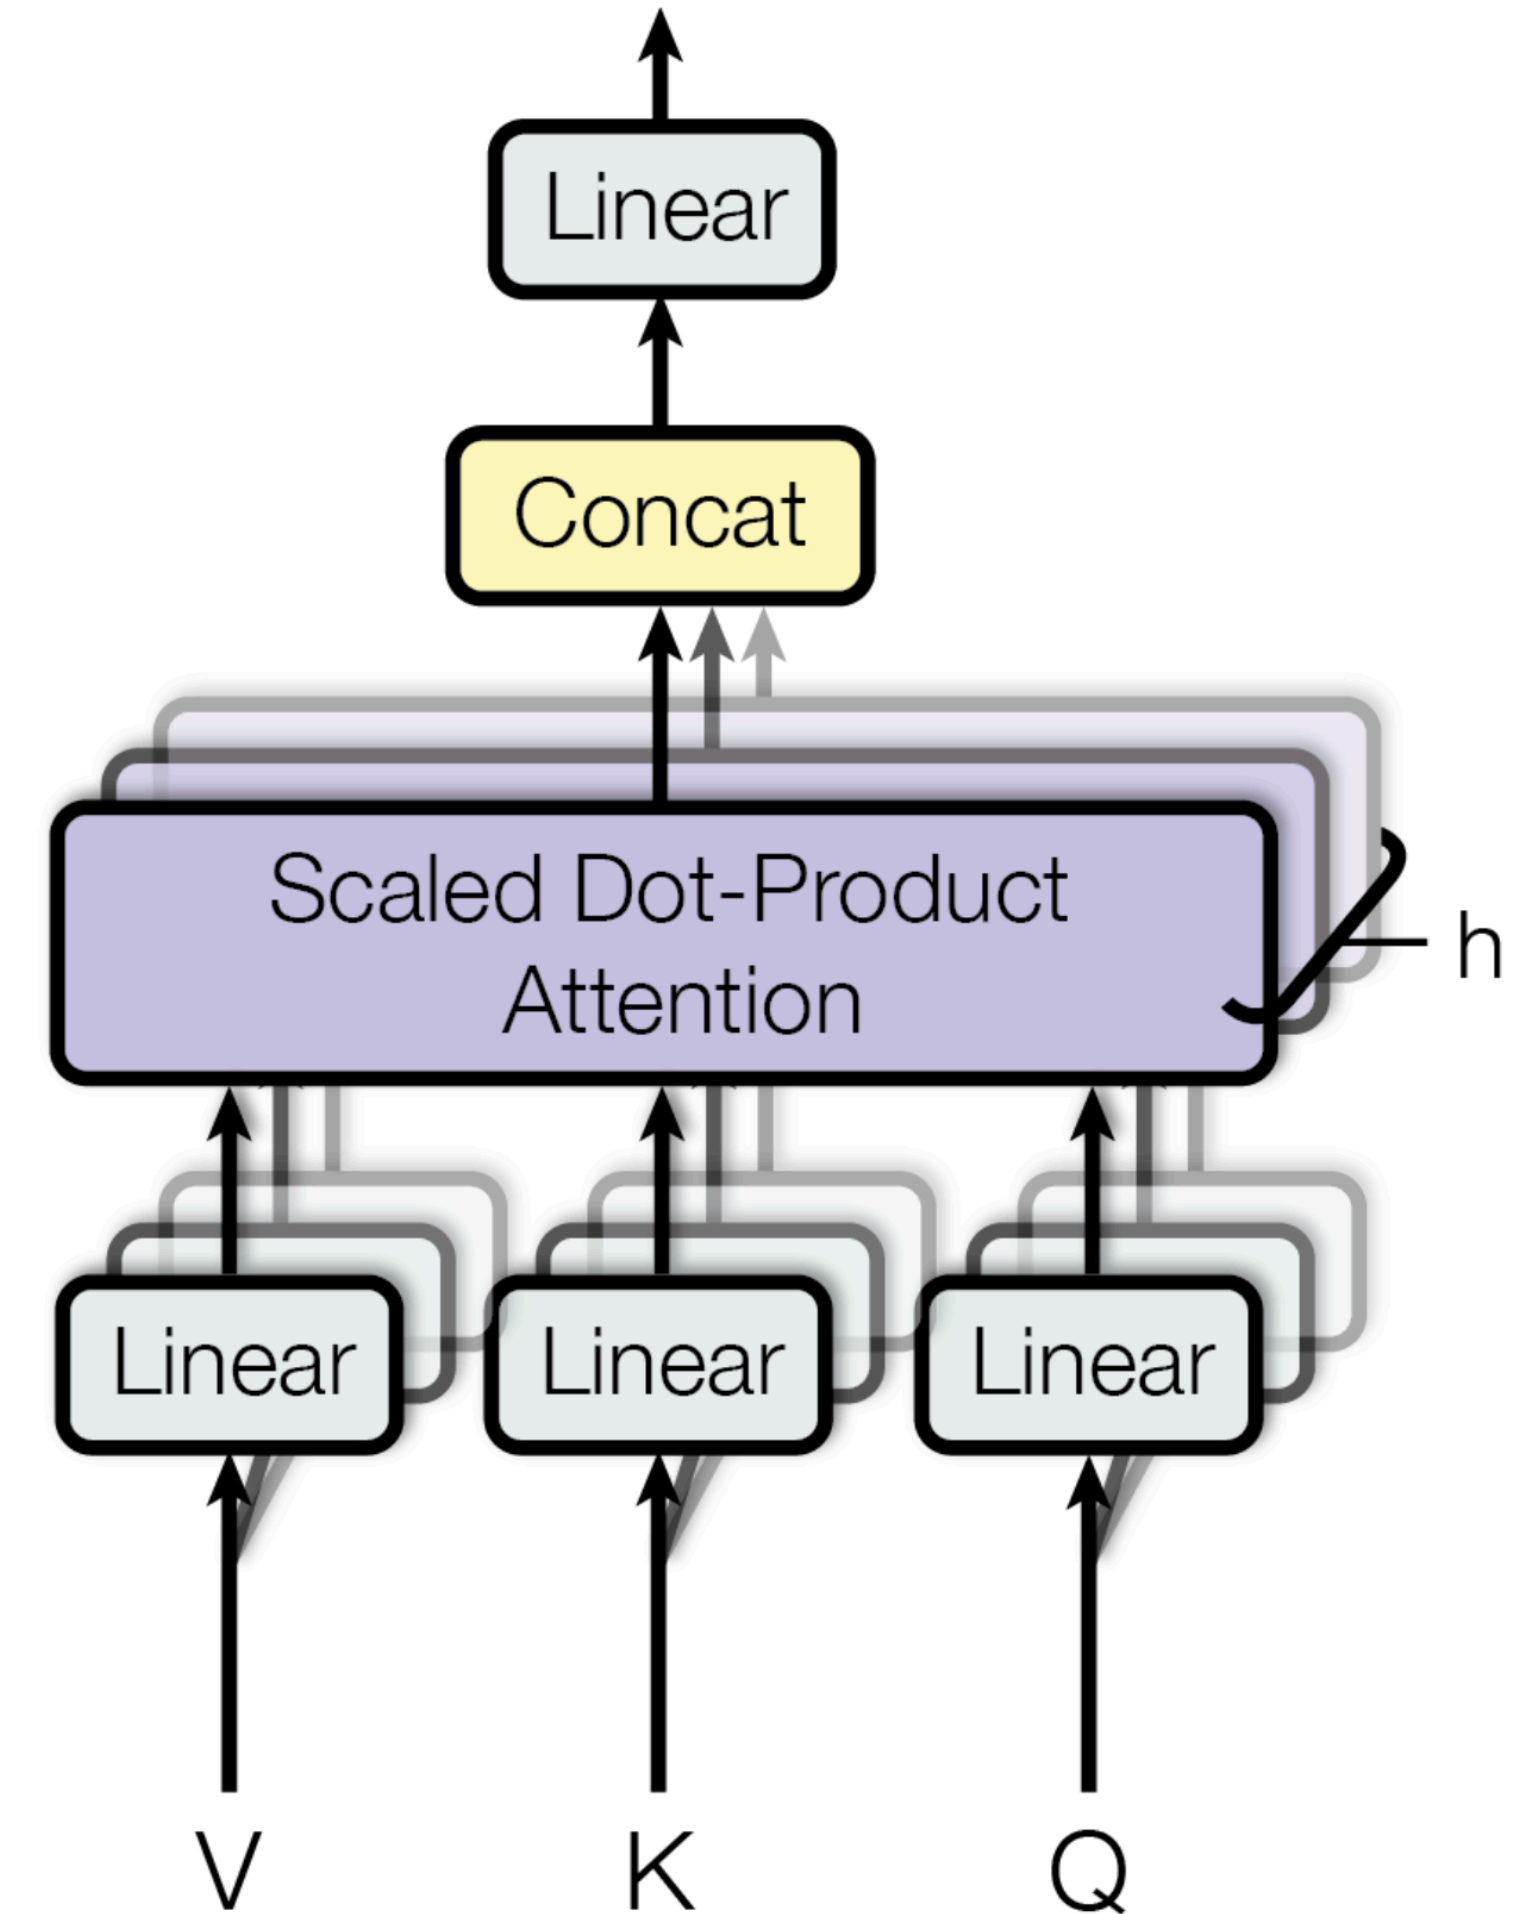 Linear
Concat
Scaled Dot-Product
Attention
h
Linear
Linear
Linear
V
K
Q